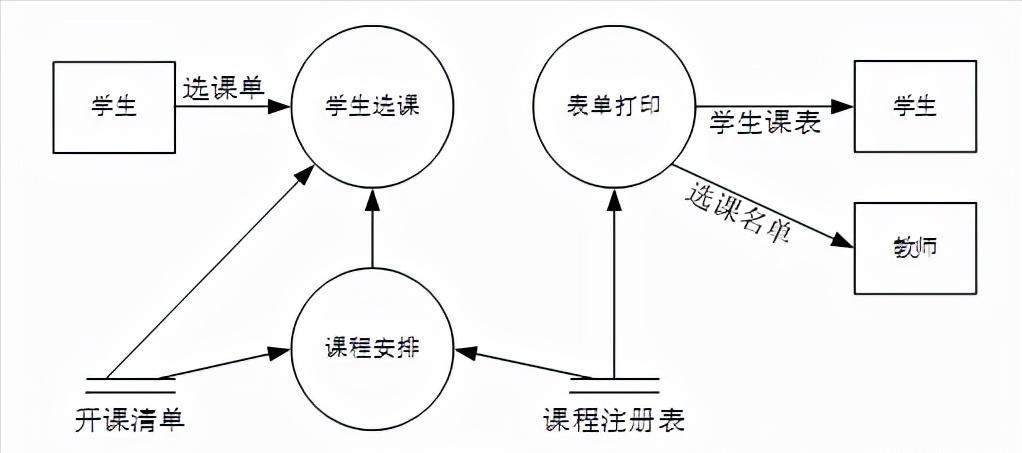 学生
选课单
学生选课
表单打印
学生课表
学生
选课名单
教师
课程安排
开课清单
课程注册表